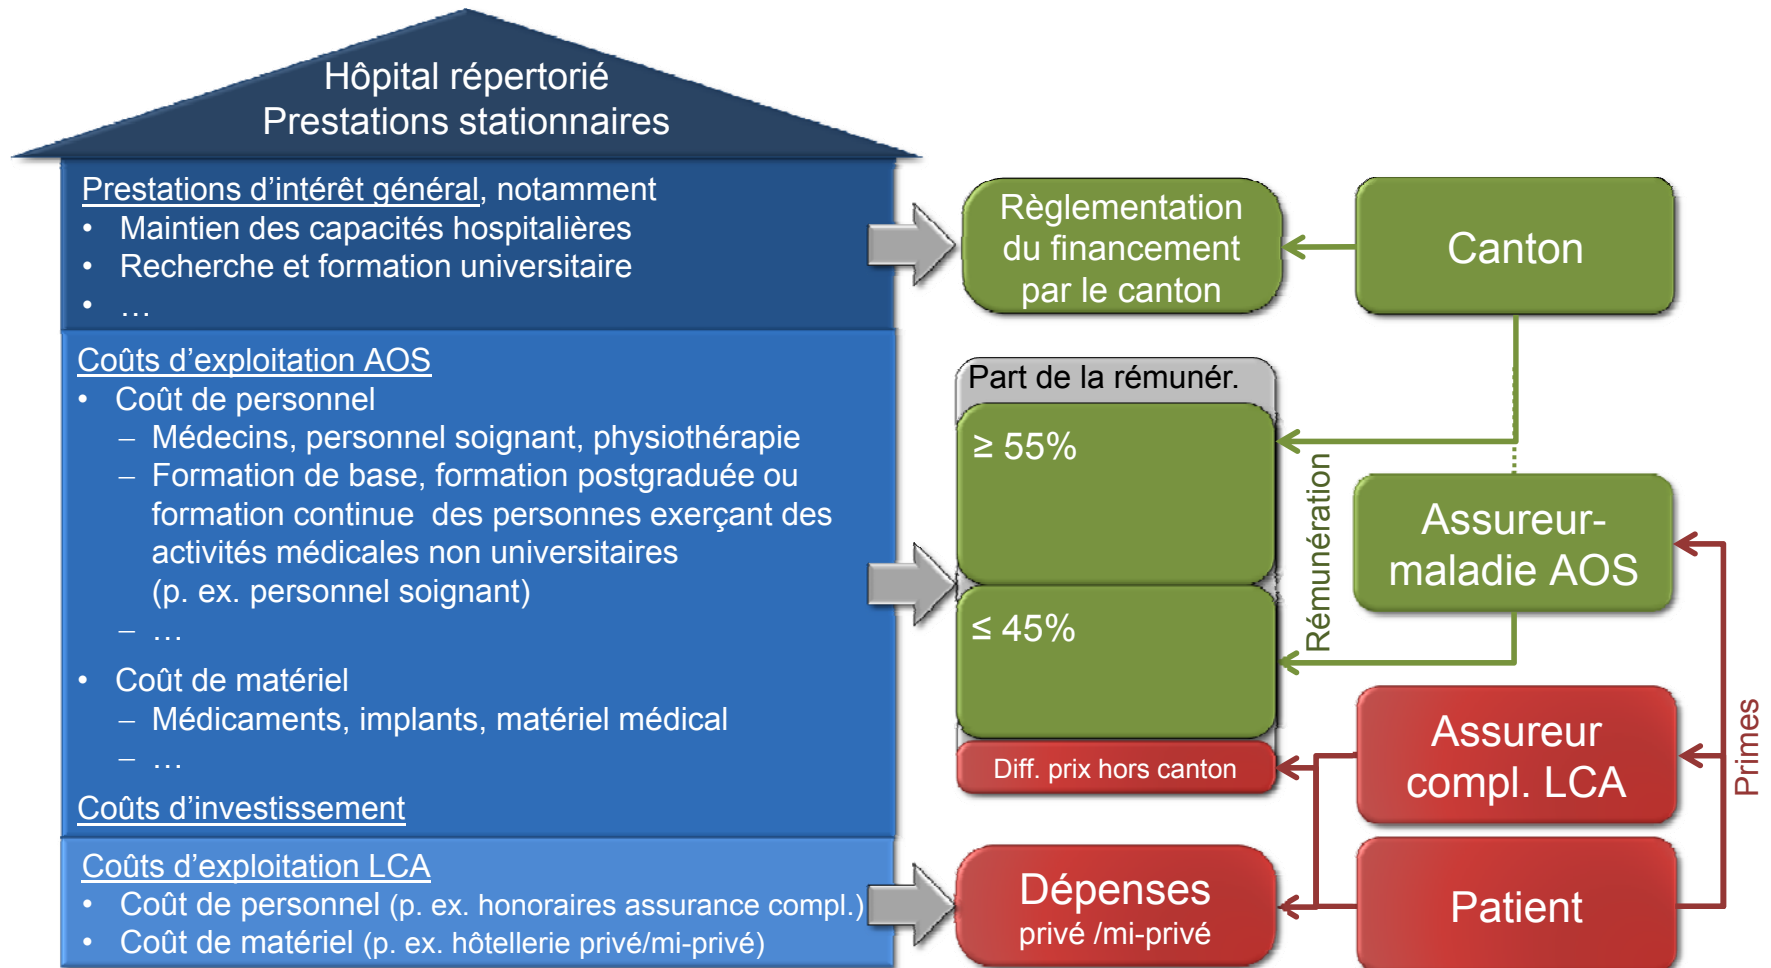 Hôpital répertorié
Prestations stationnaires
Prestations d’intérêt général, notamment
• Maintien des capacités hospitalières
• Recherche et formation universitaire
• …
Coûts d’exploitation AOS
• Coût de personnel
– Médecins, personnel soignant, physiothérapie
– Formation de base, formation postgraduée ou
formation continue des personnes exerçant des
activités médicales non universitaires
(p. ex. personnel soignant)
– …
• Coût de matériel
– Médicaments, implants, matériel médical
– …
Coûts d’investissement
Coûts d’exploitation LCA
• Coût de personnel (p. ex. honoraires assurance compl.)
• Coût de matériel (p. ex. hôtellerie privé/mi-privé)
Règlementation
du financement
par le canton
Canton
Part de la rémunér.
≥ 55%
≤ 45%
Diff. prix hors canton
Rémunération
Assureur-
maladie AOS
Assureur
compl. LCA
Primes
Dépenses
privé /mi-privé
Patient